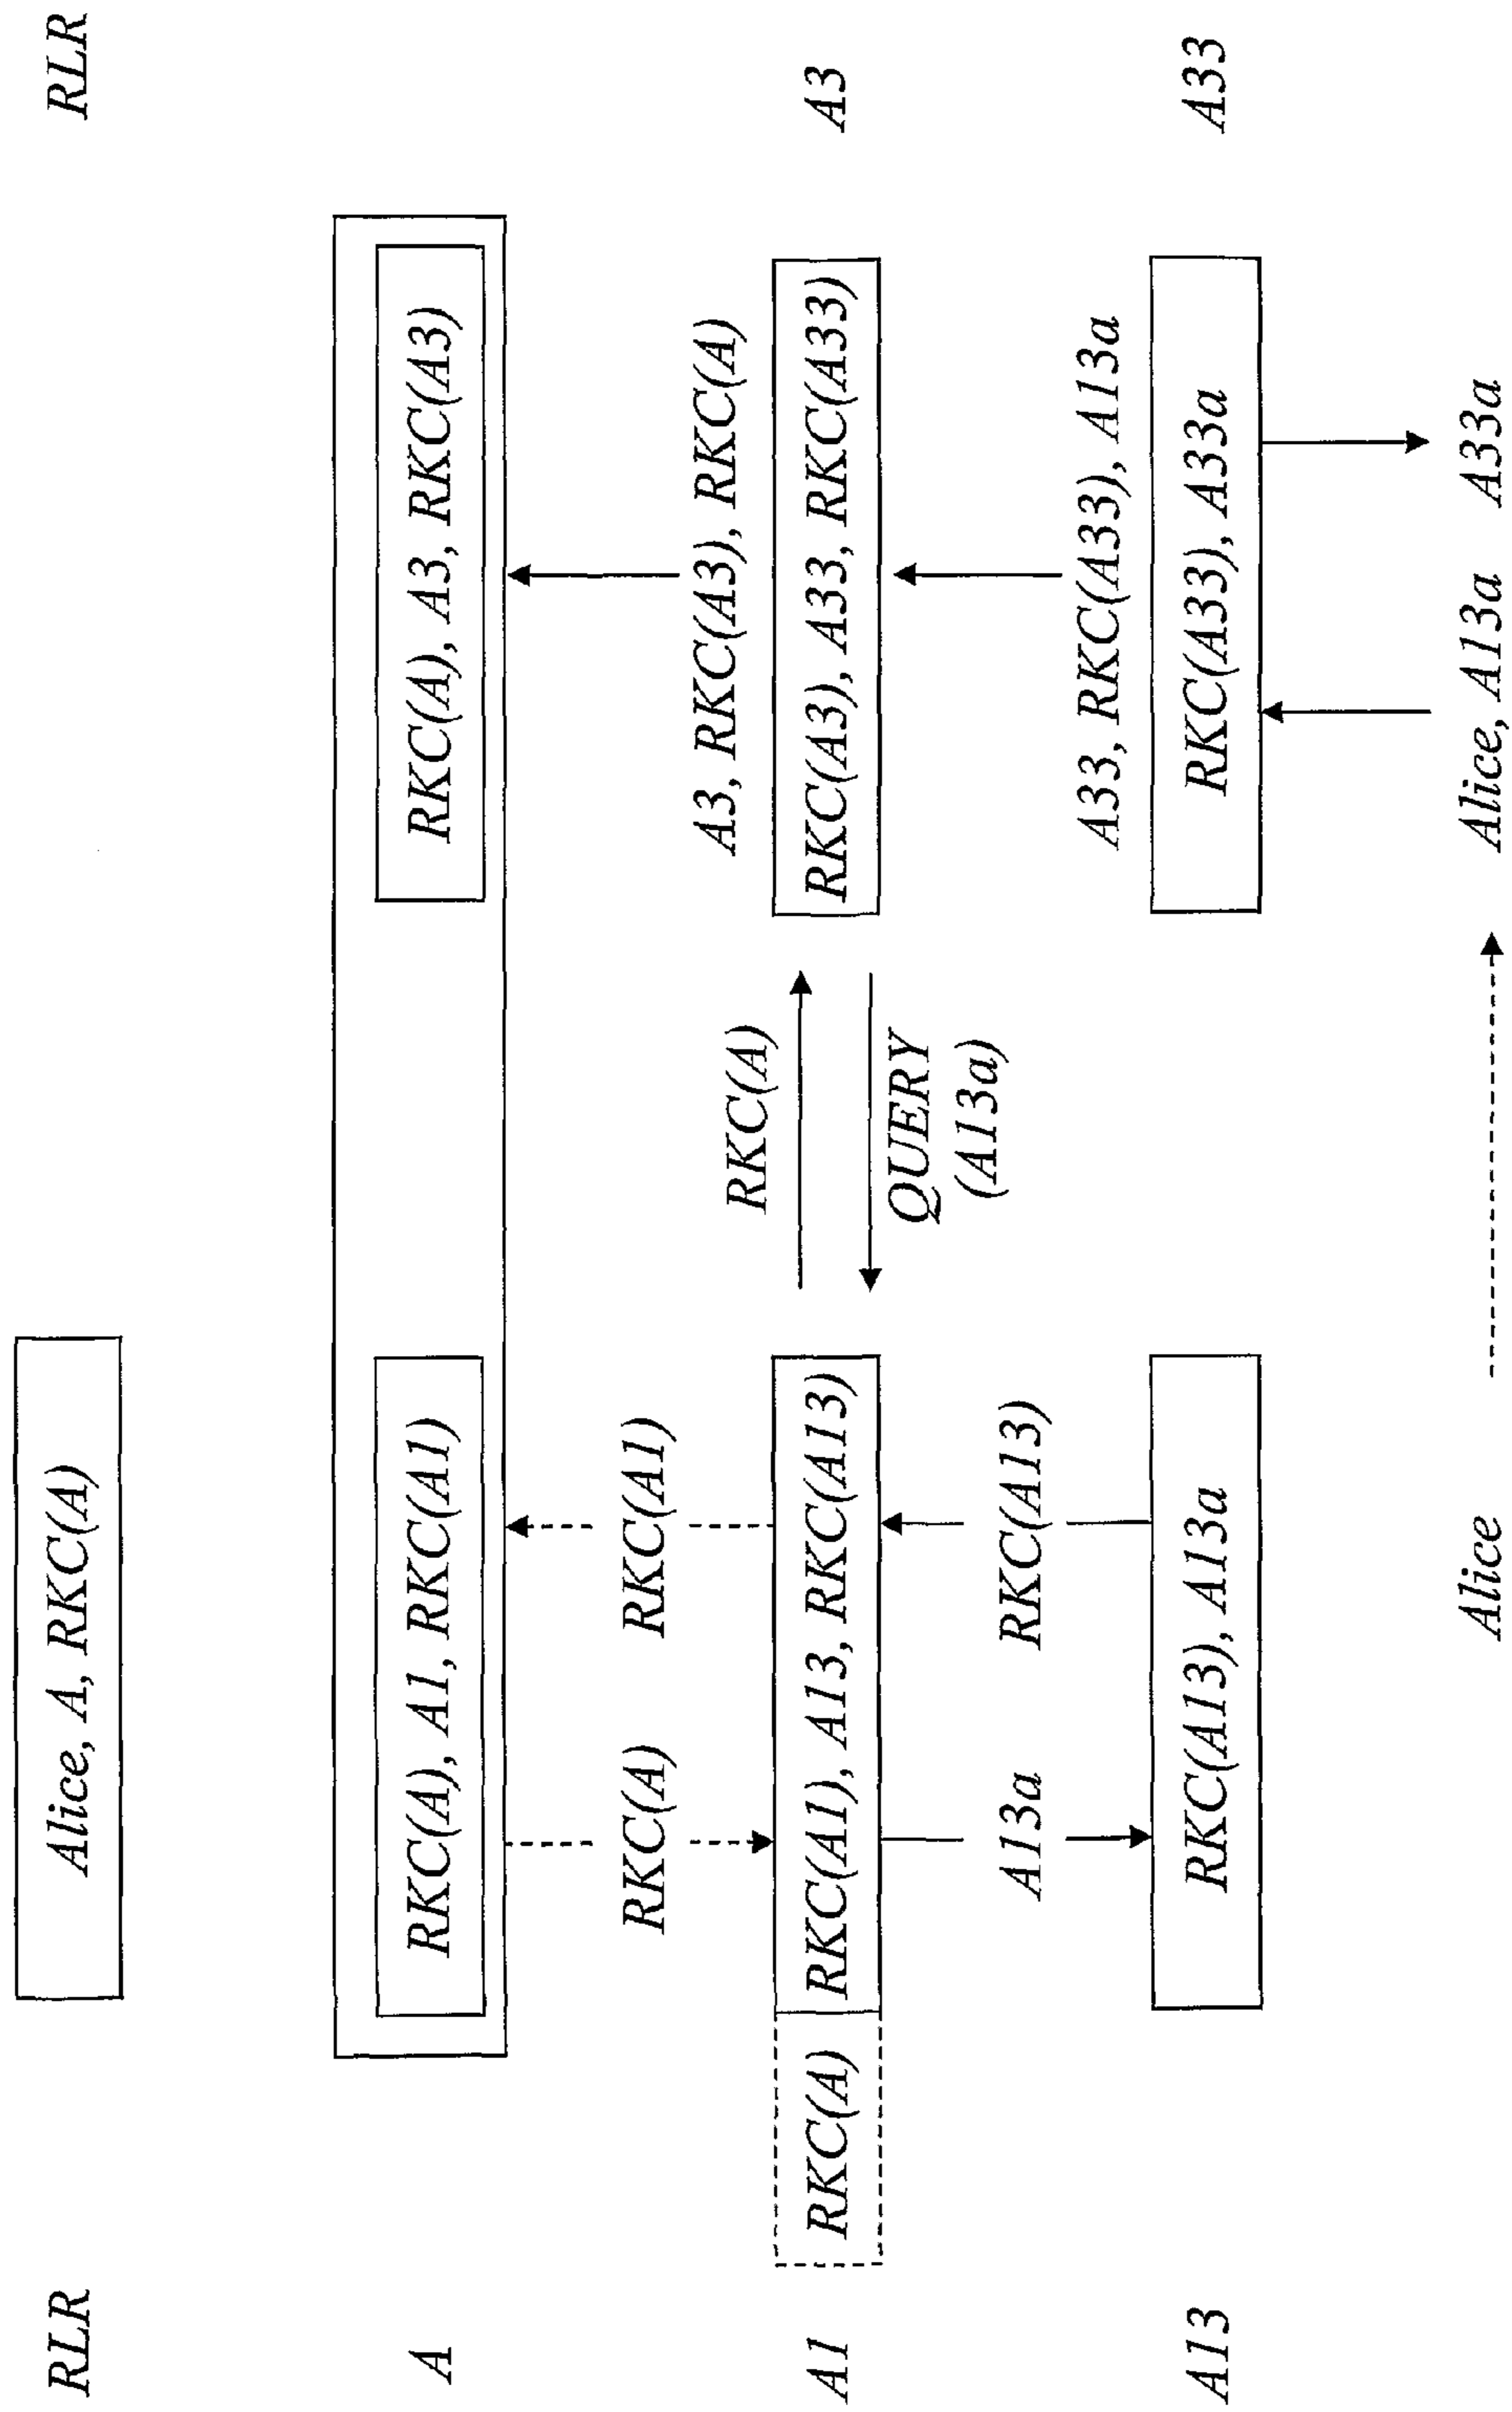 RLR
Alice, A, RKC(A)
RLR
A
RKC(A), A1, RKC(A1)
RKC(A), A3, RKC(A3)
RKC(A)
RKC(A1)
A3, RKC(A3), RKC(A)
RKC(A)
A1
RKC(A)
RKC(A1), A13, RKC(A13)
RKC(A3), A33, RKC(A33)
A3
QUERY
(A13a)
A13a
RKC(A13)
A33, RKC(A33), A13a
A13
RKC(A13), A13a
RKC(A33), A33a
A33
Alice
Alice, A13a
A33a